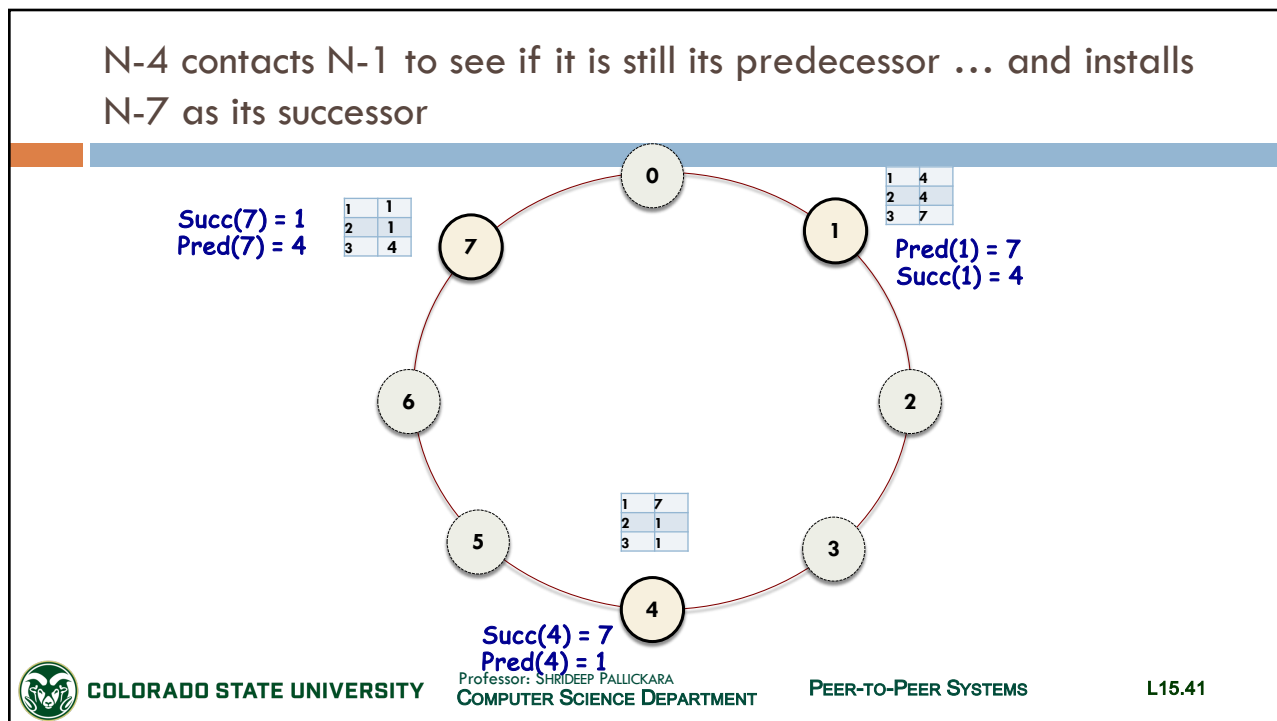 N-4 contacts N-1 to see if it is still its predecessor … and installs
N-7 as its successor
0
1 4
2 4
3 7
1
Pred(1) = 7
Succ(1) = 4
Succ(7) = 1
Pred(7) = 4
1 1
2 1
3 4
7
6
2
5
3
1 7
2 1
3 1
4
Succ(4) = 7
Pred(4) = 1
COLORADO STATE UNIVERSITY
Professor: SHRIDEEP PALLICKARA
COMPUTER SCIENCE DEPARTMENT
PEER-TO-PEER SYSTEMS
L15.41